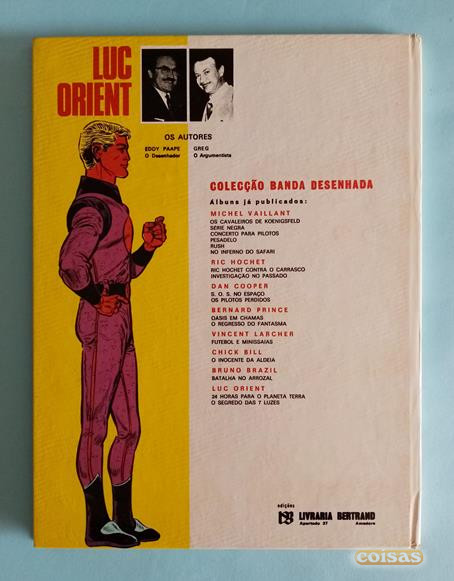 LUC
ORIENT
OS AUTORES
EDDY PAAPE
O Desenhador
GREG
O Argumentista
COLECÇÃO BANDA DESENHADA
Álbuns já publicados:
MICHEL VAILLANT
OS CAVALEIROS DE KOENIGSFELD
SÉRIE NEGRA
CONCERTO PARA PILOTOS
PESADELO
RUSH
NO INFERNO DO SAFARI
RIC HOCHET
RIC HOCHET CONTRA O CARRASCO
INVESTIGAÇÃO NO PASSADO
DAN COOPER
S. O. S. NO ESPAÇO
OS PILOTOS PERDIDOS
BERNARD PRINCE
OASIS EM CHAMAS
O REGRESSO DO FANTASMA
VINCENT LARCHER
FUTEBOL E MINISSAIAS
CHICK BILL
O INOCENTE DA ALDEIA
BRUNO BRAZIL
BATALHA NO ARROZAL
LUC ORIENT
24 HORAS PARA O PLANETA TERRA
O SEGREDO DAS 7 LUZES
edições
LIVRARIA BERTRAND
Apartado 37 Amadora
coisas